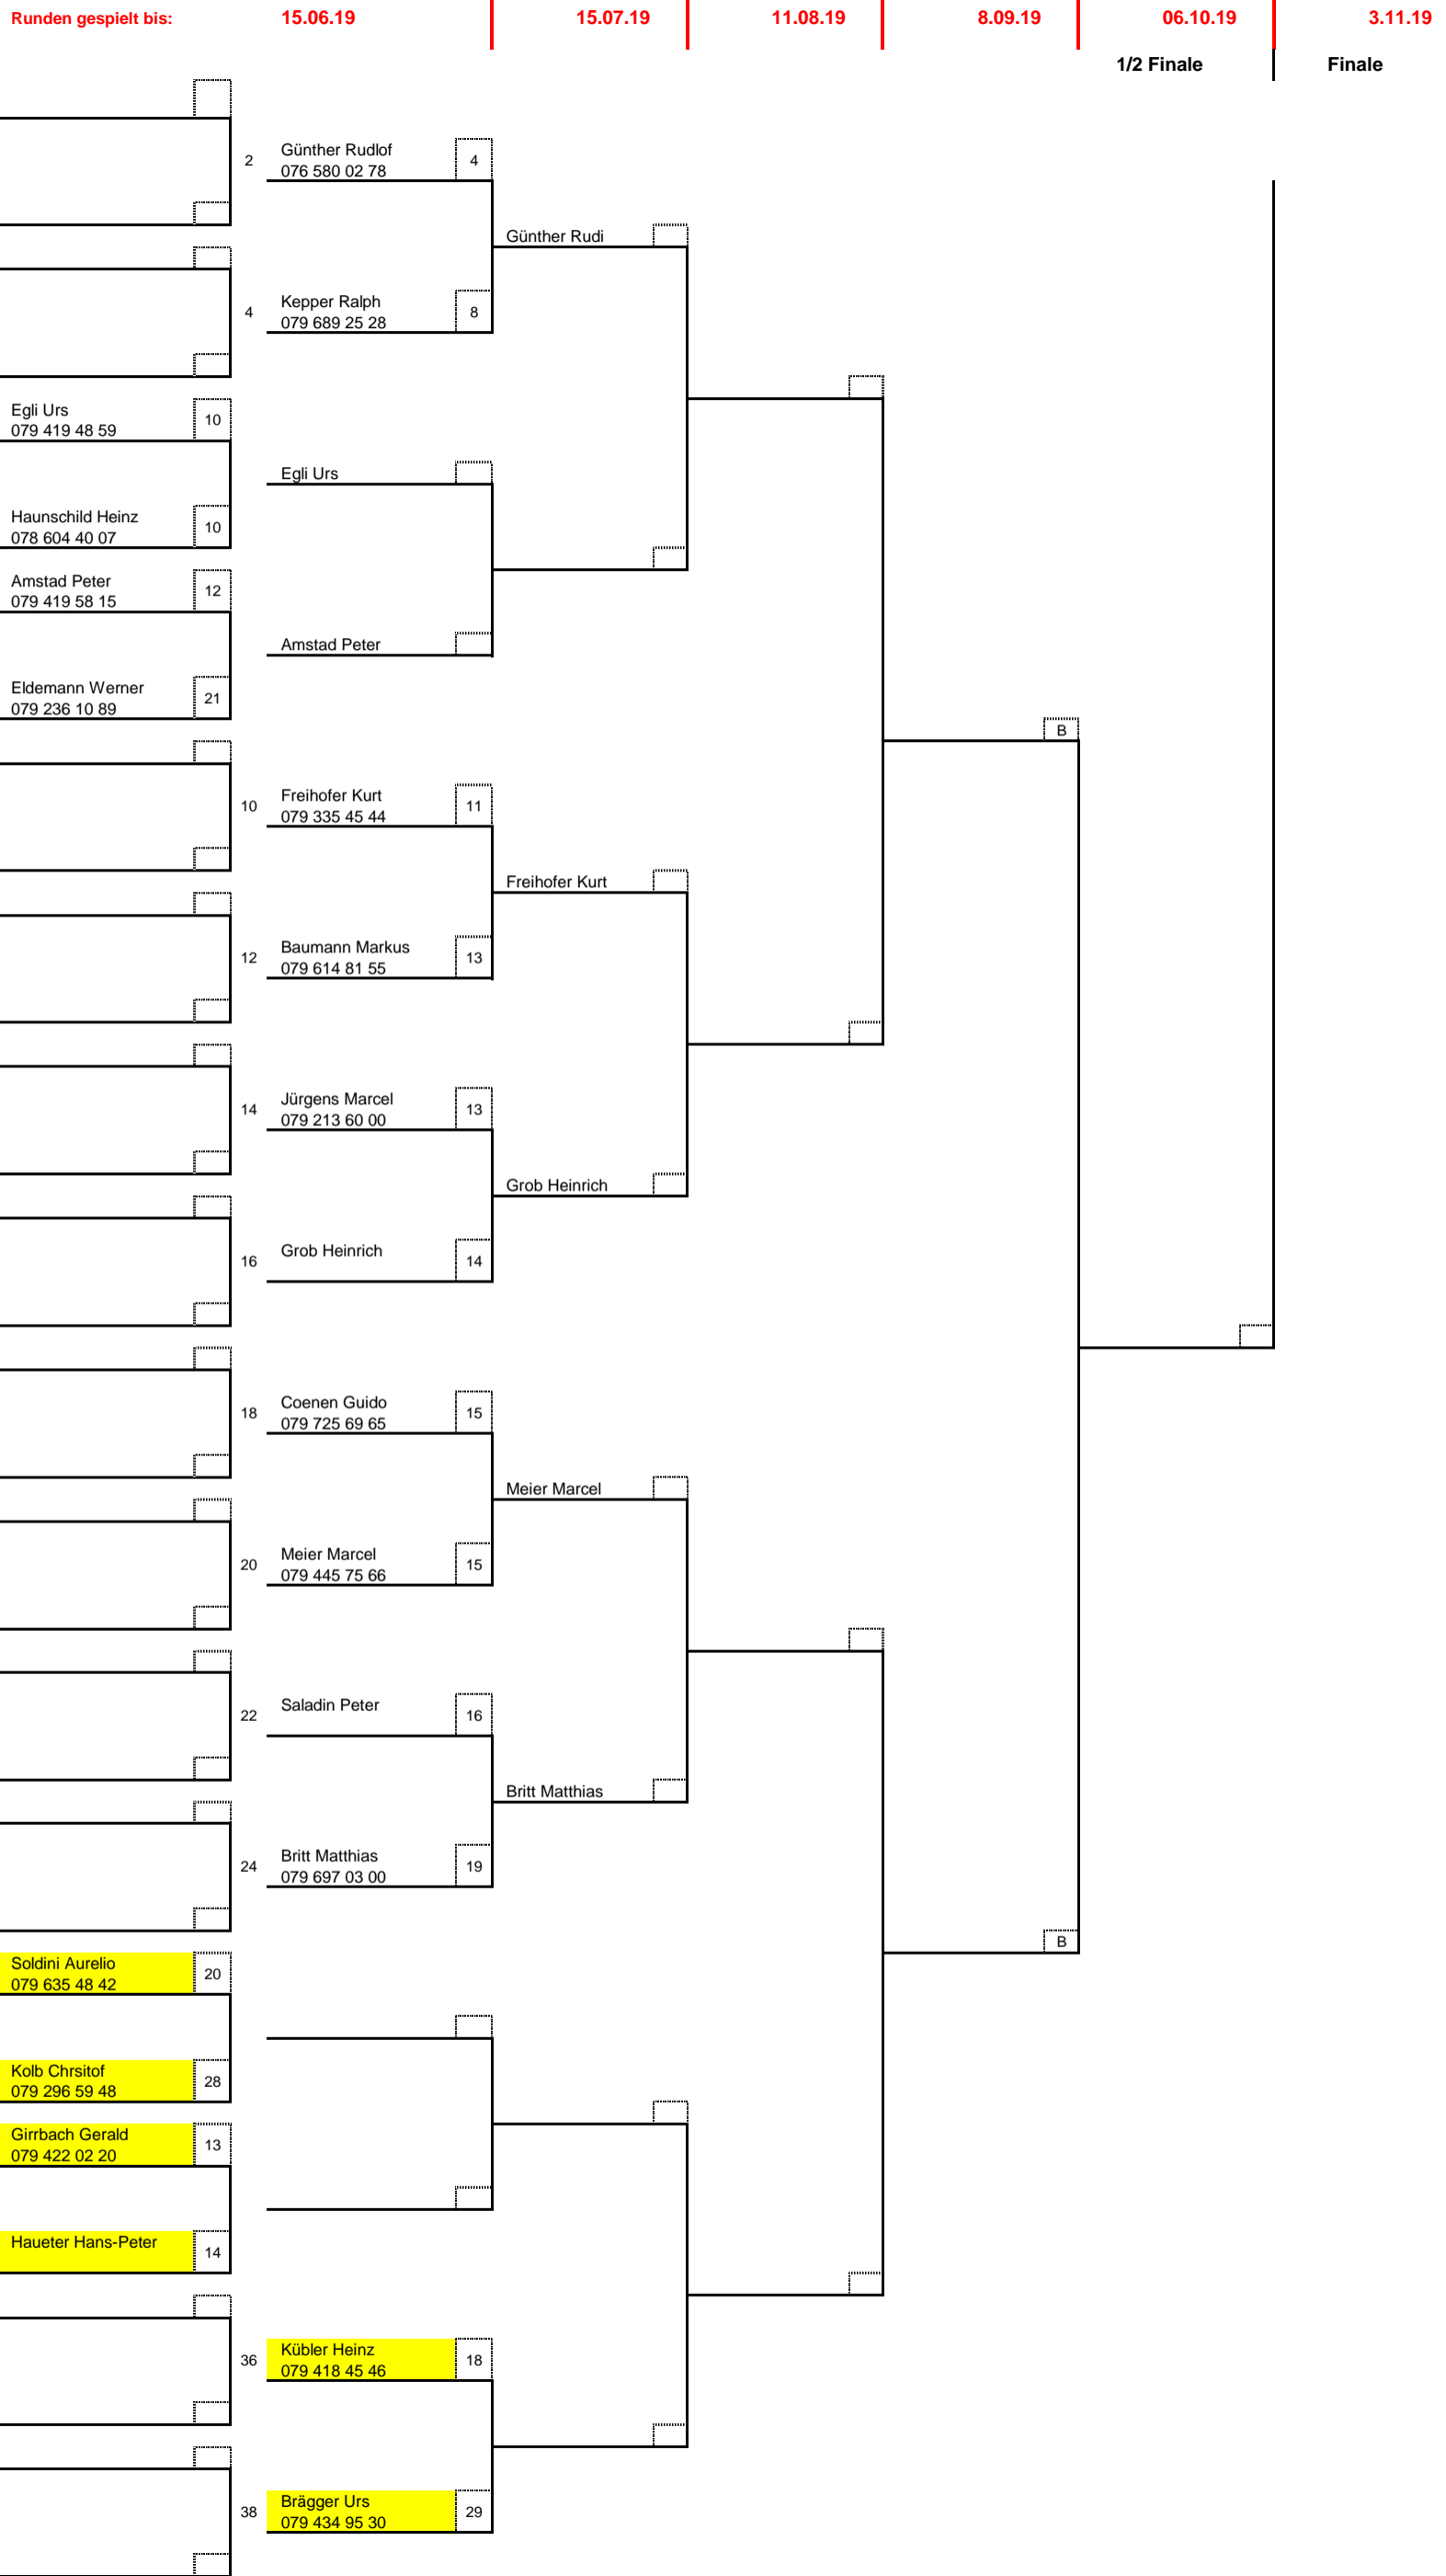 Runden gespielt bis: 15.06.19 15.07.19 11.08.19 8.09.19 06.10.19 3.11.19
1/2 Finale Finale
2 Günther Rudlof 4
076 580 02 78
Günther Rudi
4 Kepper Ralph 8
079 689 25 28
Egli Urs 10
079 419 48 59
Egli Urs
Haunschild Heinz 10
078 604 40 07
Amstad Peter 12
079 419 58 15
Amstad Peter
Eldemann Werner 21
079 236 10 89
B
10 Freihofer Kurt 11
079 335 45 44
Freihofer Kurt
12 Baumann Markus 13
079 614 81 55
14 Jürgens Marcel 13
079 213 60 00
Grob Heinrich
16 Grob Heinrich 14
18 Coenen Guido 15
079 725 69 65
Meier Marcel
20 Meier Marcel 15
079 445 75 66
22 Saladin Peter 16
Britt Matthias
24 Britt Matthias 19
079 697 03 00
B
Soldini Aurelio 20
079 635 48 42
Kolb Chrsitof 28
079 296 59 48
Girrbach Gerald 13
079 422 02 20
Haueter Hans-Peter 14
36 Kübler Heinz 18
079 418 45 46
38 Brägger Urs 29
079 434 95 30